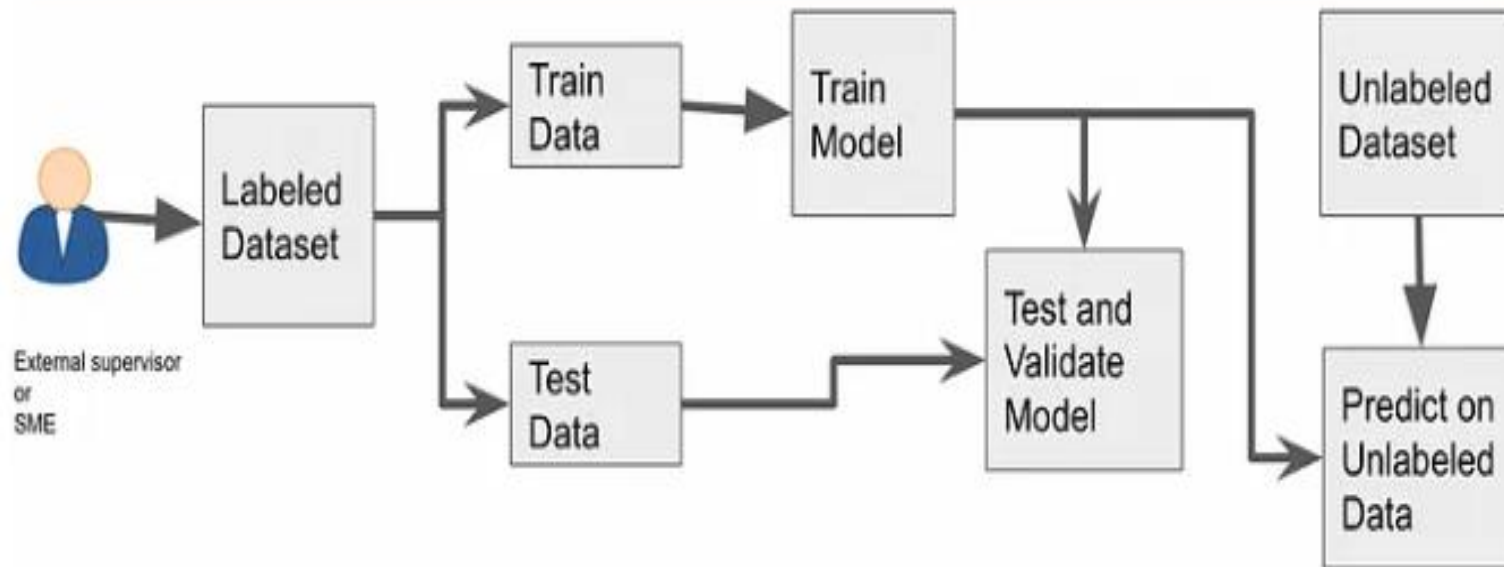 External supervisor
or
SME
Labeled
Dataset
Train
Data
Test
Data
Train
Model
Test and
Validate
Model
Unlabeled
Dataset
Predict on
Unlabeled
Data